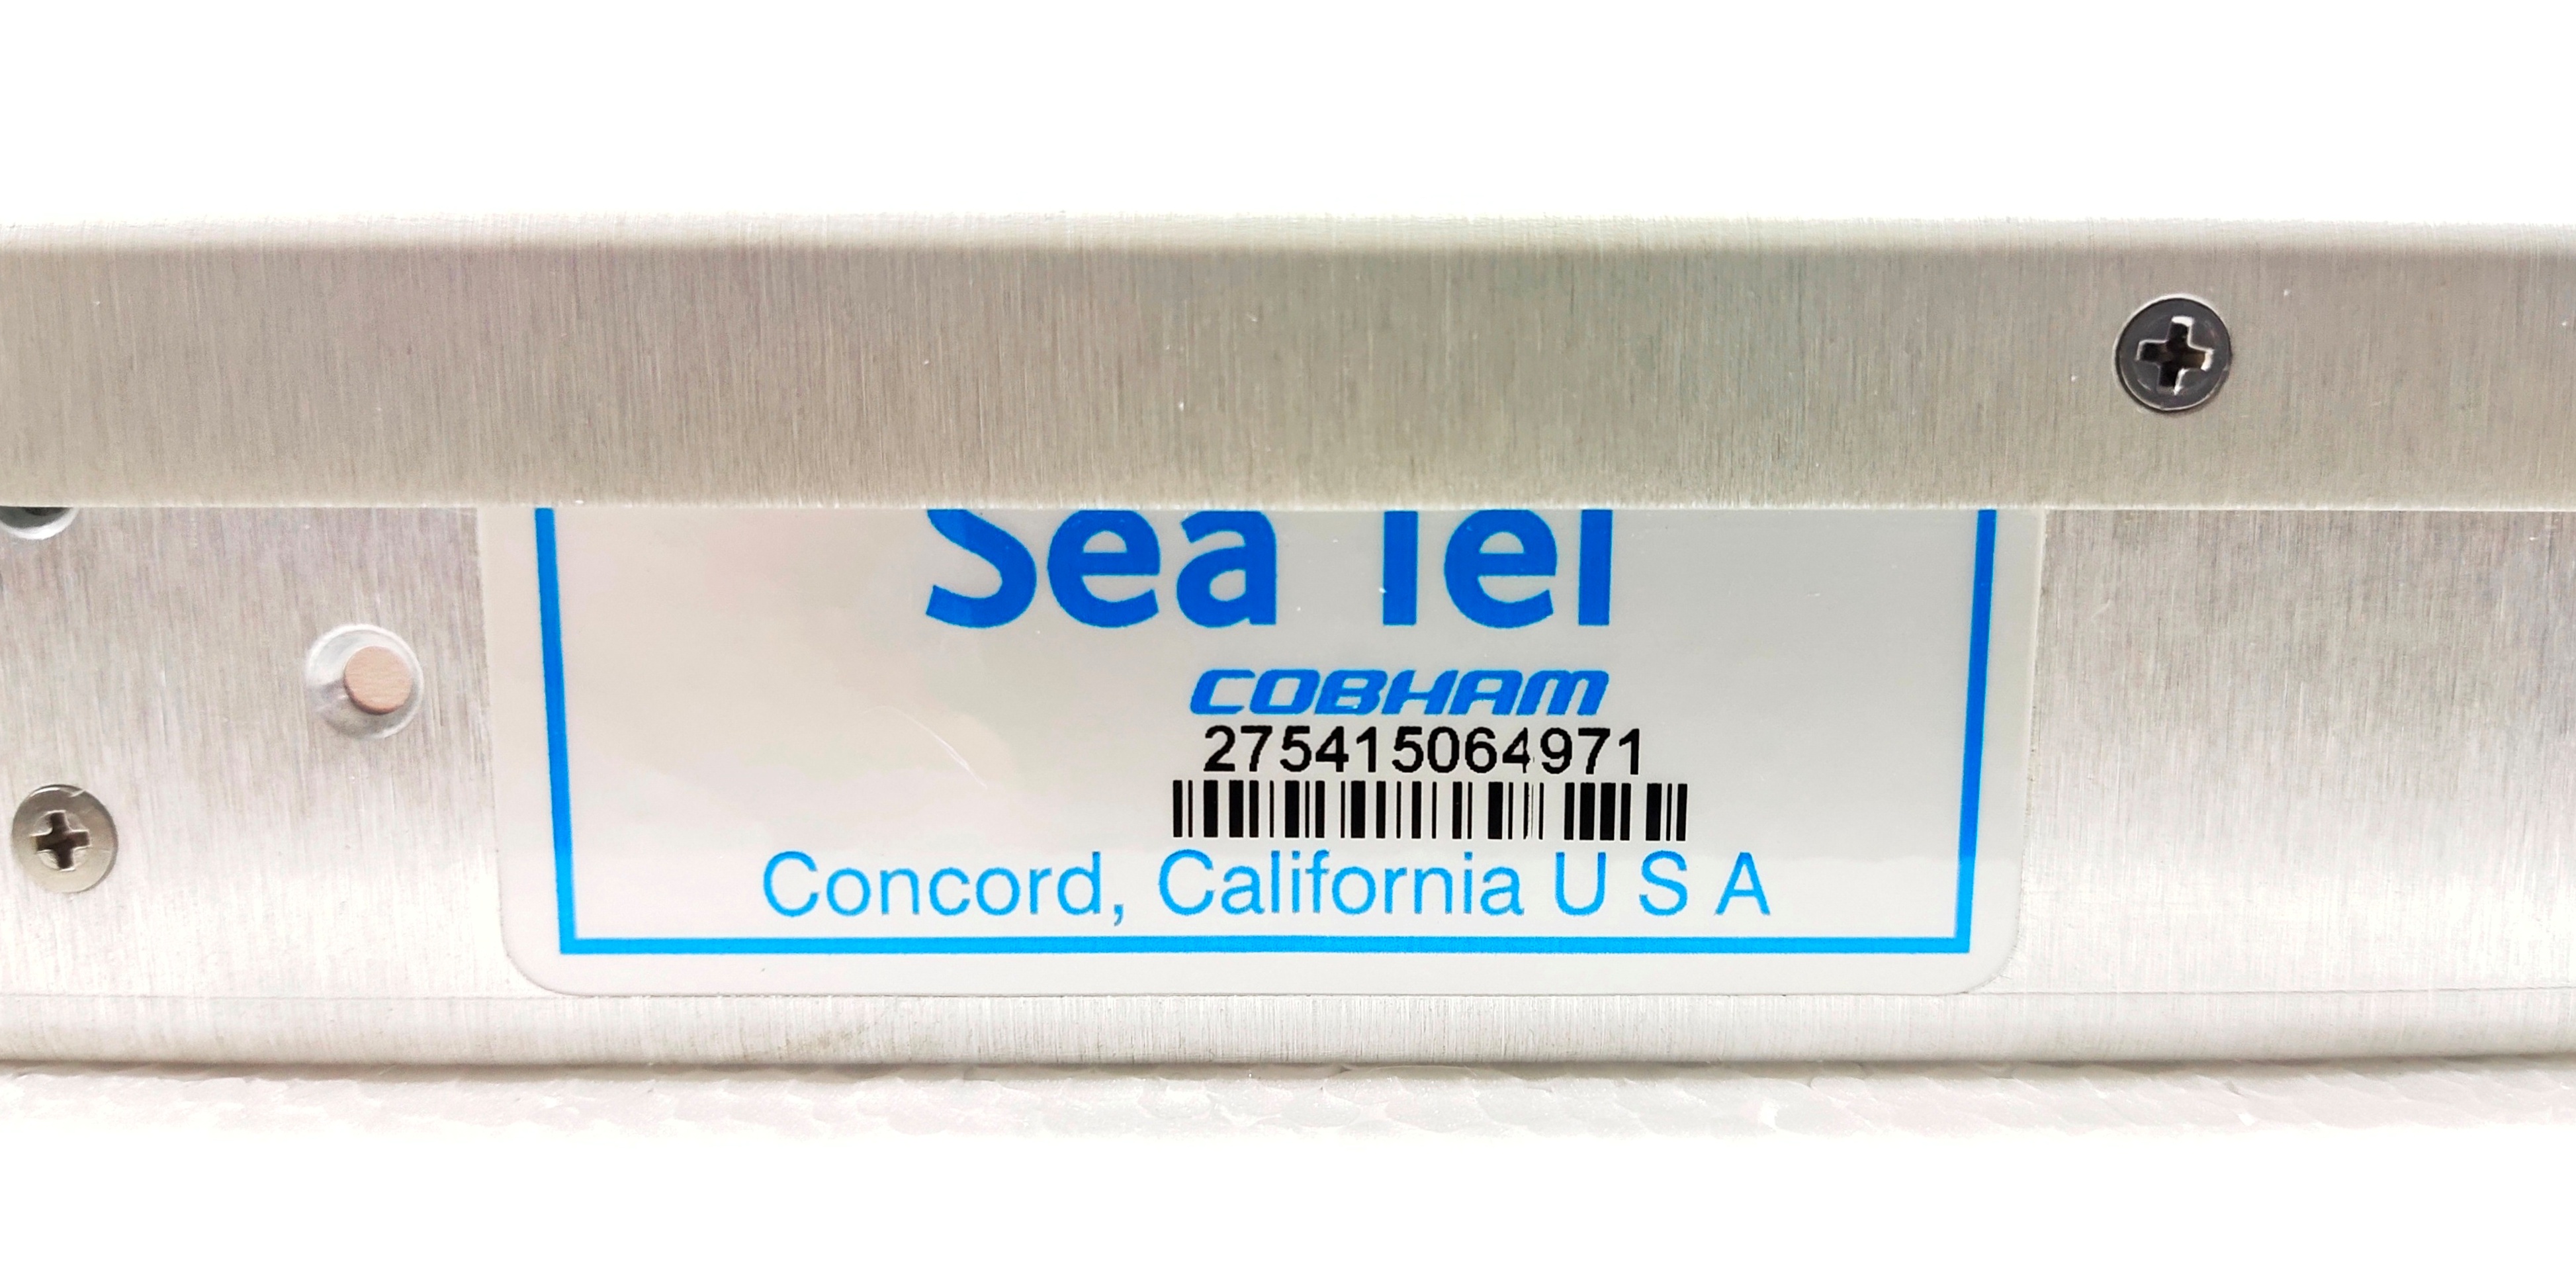 Sea Tel
COBHAM
275415064971
Concord, California U S A